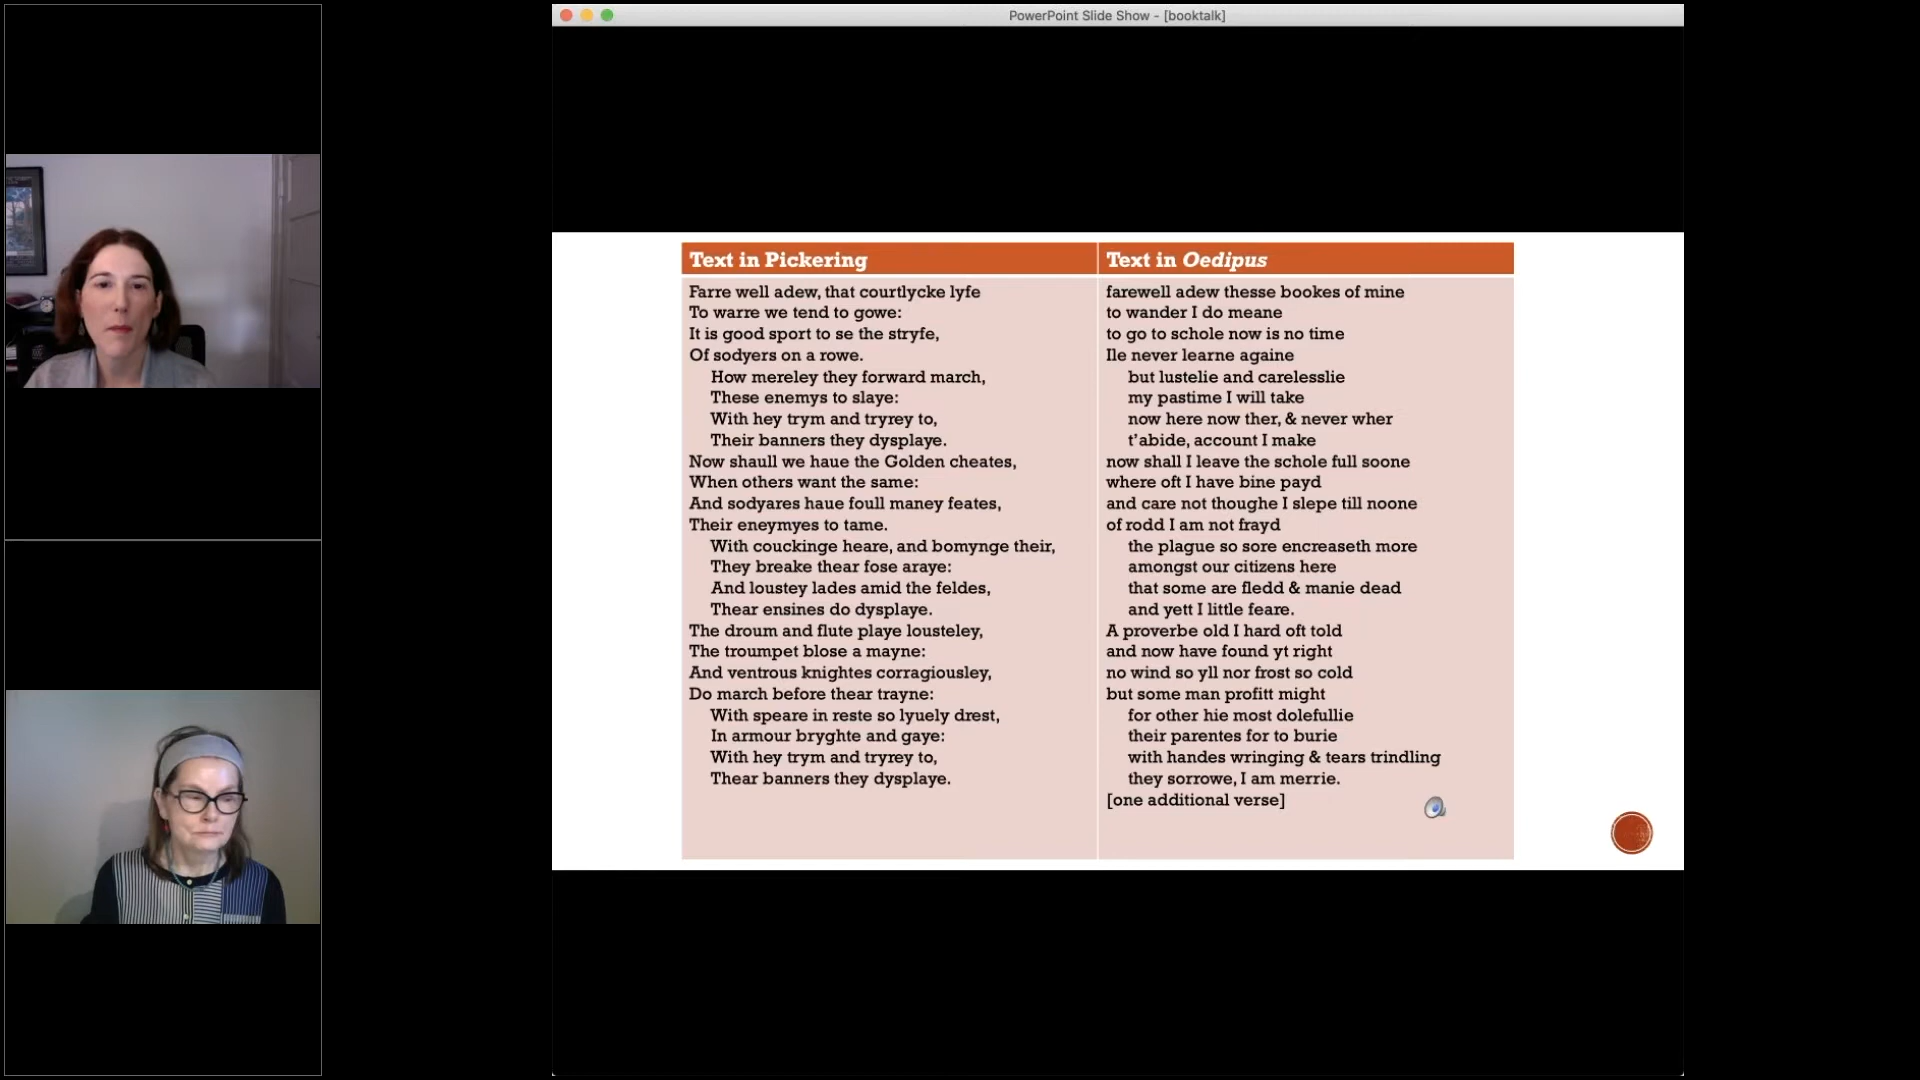 PowerPoint Slide Show - [booktalk]
Text in Pickering
Farre well adew, that courtlycke lyfe
To warre we tend to gowe:
It is good sport to se the stryfe,
Of sodyers on a rowe.
How mereley they forward march,
These enemys to slaye:
With hey trym and tryrey to,
Their banners they dysplaye.
Now shaull we haue the Golden cheates,
When others want the same:
And sodyares haue foull maney feates,
Their eneymyes to tame.
With couckinge heare, and bomynge their,
They breake thear fose araye:
And loustey lades amid the feldes,
Thear ensines do dysplaye.
The droum and flute playe lousteley,
The troumpet blose a mayne:
And ventrous knightes corragiousley,
Do march before thear trayne:
With speare in reste so lyuely drest,
In armour bryghte and gaye:
With hey trym and tryrey to,
Thear banners they dysplaye.
Text in Oedipus
farewell adew thesse bookes of mine
to wander I do meane
to go to schole now is no time
Ile never learne againe
but lustelie and carelesslie
my pastime I will take
now here now ther, & never wher
t'abide, account I make
now shall I leave the schole full soone
where oft I have bine payd
and care not thoughe I slepe till noone
of rodd I am not frayd
the plague so sore encreaseth more
amongst our citizens here
that some are fledd & manie dead
and yett I little feare.
A proverbe old I hard oft told
and now have found yt right
no wind so yll nor frost so cold
but some man profitt might
for other hie most dolefullie
their parentes for to burie
with handes wringing & tears trindling
they sorrowe, I am merrie.
[one additional verse]